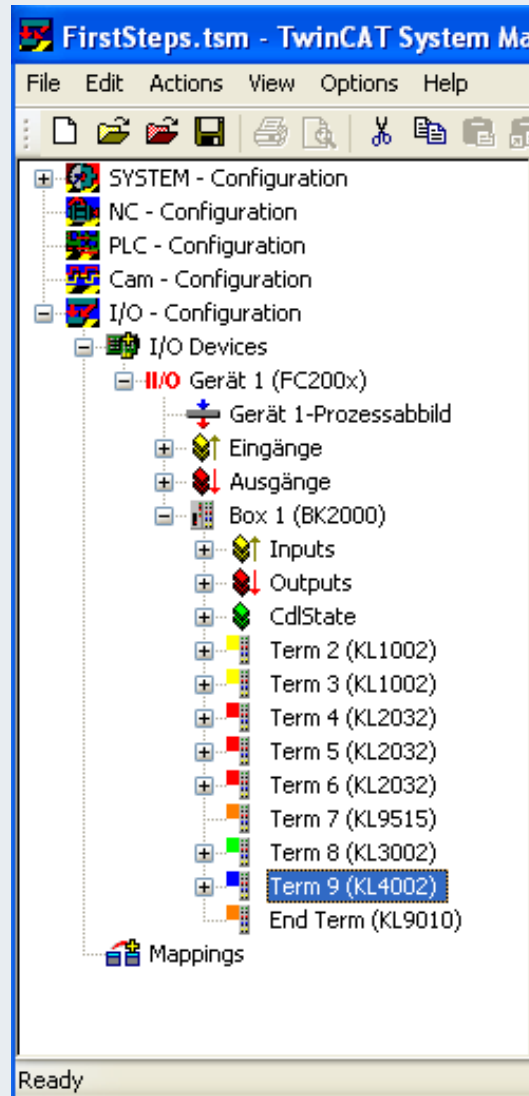 FirstSteps.tsm - TwinCAT System Ma
File Edit Actions View Options Help
SYSTEM - Configuration
NC - Configuration
PLC - Configuration
Cam - Configuration
I/O - Configuration
I/O Devices
II/O Gerät 1 (FC200x)
Gerät 1-Prozessabbild
Eingänge
Ausgänge
Box 1 (BK2000)
Inputs
Outputs
CdlState
Term 2 (KL1002)
Term 3 (KL1002)
Term 4 (KL2032)
Term 5 (KL2032)
Term 6 (KL2032)
Term 7 (KL9515)
Term 8 (KL3002)
Term 9 (KL4002)
End Term (KL9010)
Mappings
Ready